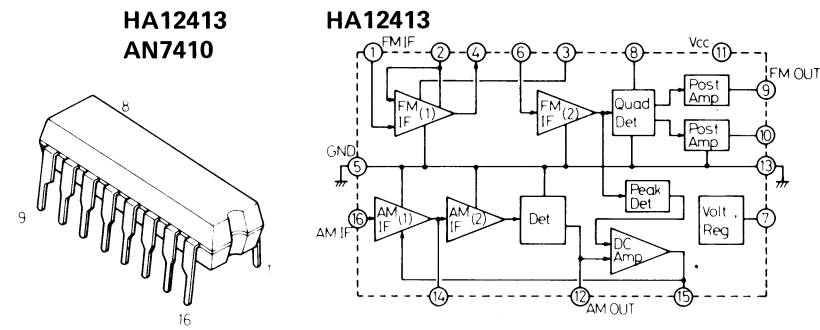 HA12413
AN7410
8
9
1
16
HA12413
FM IF
Vcc
1
2
4
6
3
8
11
FM OUT
FM
IF (1)
FM
IF (2)
Quad
Det
Post
Amp
9
Post
Amp
10
GND
5
13
16
AM IF
AM
IF (1)
AM
IF (2)
Det
Peak
Det
DC
Amp
Volt.
Reg
7
14
12
AM OUT
15